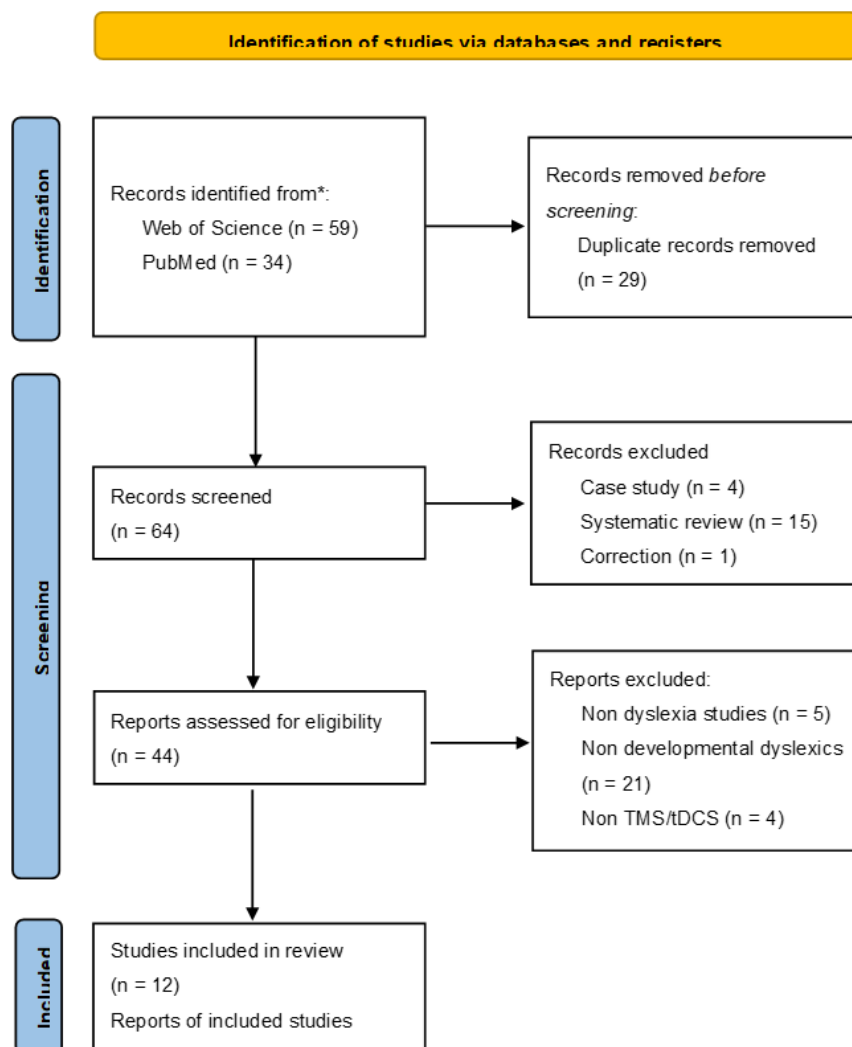 Identification of studies via databases and registers
Identification
Records identified from*:
Web of Science (n = 59)
PubMed (n = 34)
Records removed before
screening:
Duplicate records removed
(n = 29)
Screening
Records screened
(n = 64)
Records excluded
Case study (n = 4)
Systematic review (n = 15)
Correction (n = 1)
Reports assessed for eligibility
(n = 44)
Reports excluded:
Non dyslexia studies (n = 5)
Non developmental dyslexics
(n = 21)
Non TMS/tDCS (n = 4)
Included
Studies included in review
(n = 12)
Reports of included studies